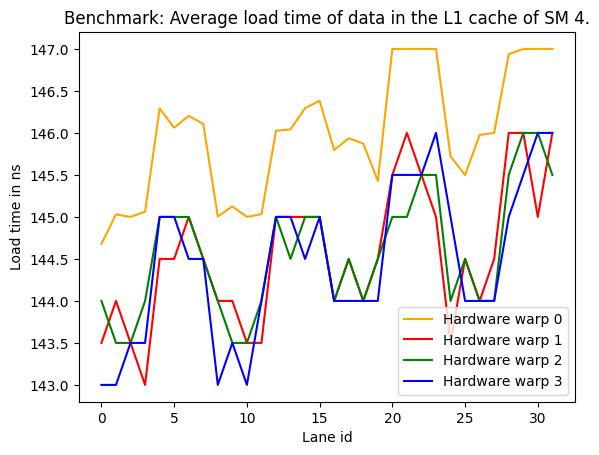 Benchmark: Average load time of data in the L1 cache of SM 4.
Load time in ns
147.0
146.5
146.0
145.5
145.0
144.5
144.0
143.5
143.0
Hardware warp 0
Hardware warp 1
Hardware warp 2
Hardware warp 3
0 5 10 15 20 25 30
Lane id